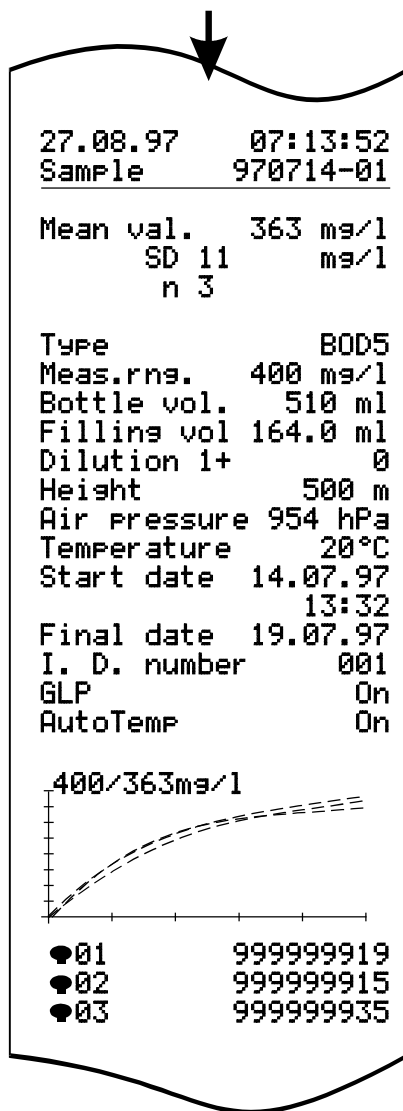 27.08.97 07:13:52
Sample 970714-01
Mean val. 363 mg/l
SD 11 mg/l
n 3
Type BOD5
Meas.rng. 400 mg/l
Bottle vol. 510 ml
Filling vol 164.0 ml
Dilution 1+ 0
Height 500 m
Air pressure 954 hPa
Temperature 20°C
Start date 14.07.97
13:32
Final date 19.07.97
I. D. number 001
GLP On
AutoTemp On
400/363mg/l
01 999999919
02 999999915
03 999999935